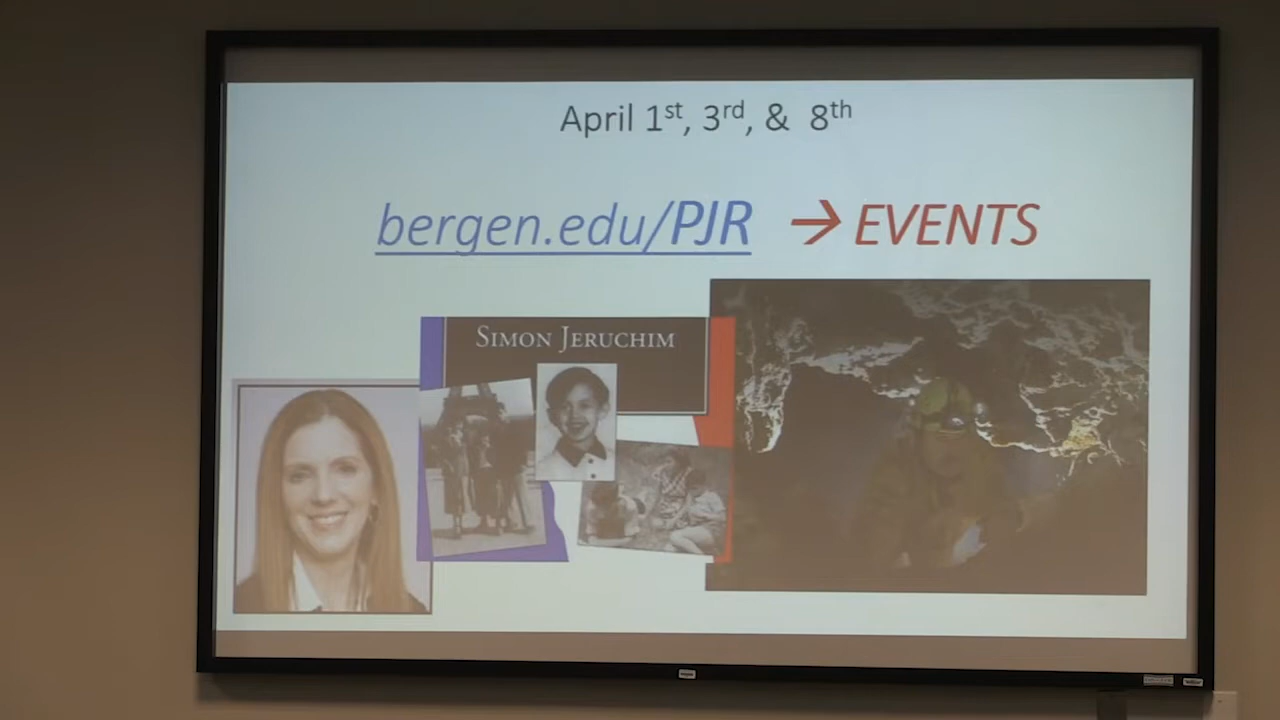 April 1st, 3rd, & 8th
bergen.edu/PJR → EVENTS
SIMON JERUCHIM